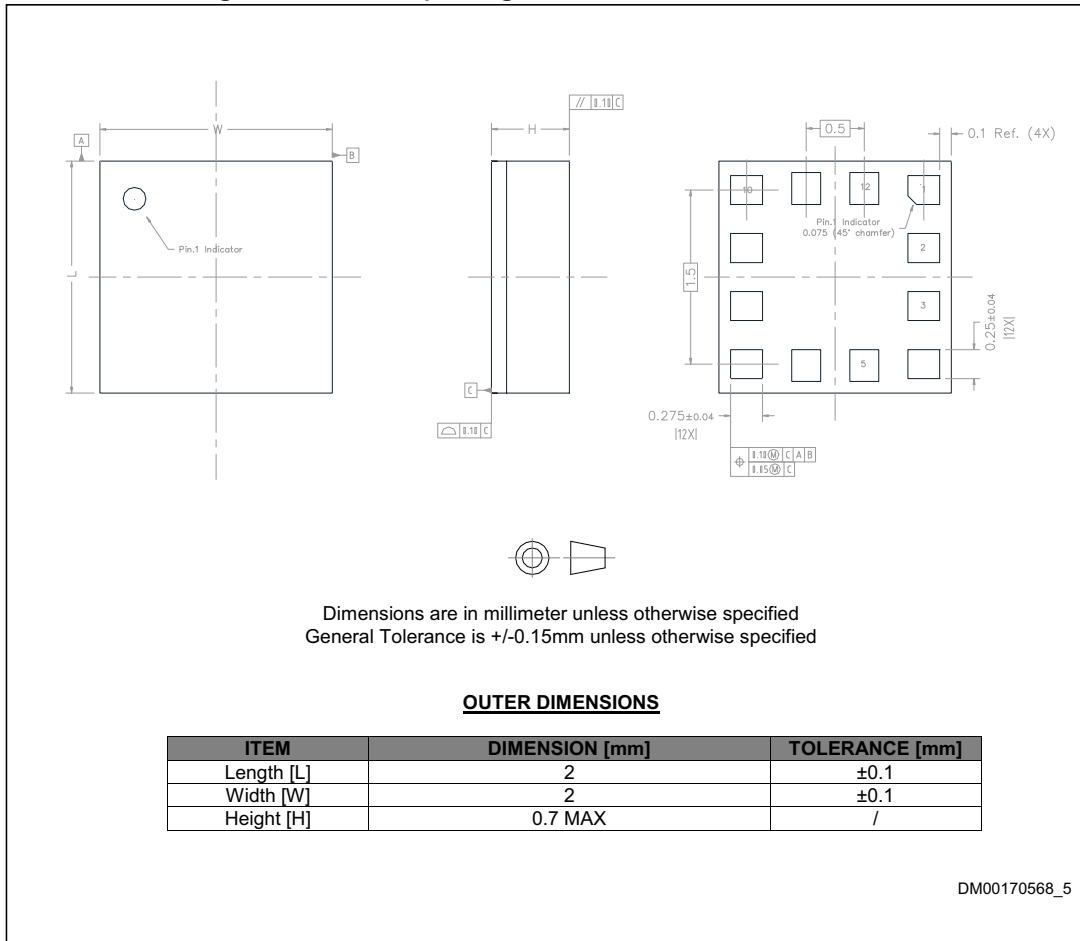 W
// 0.10 C
H
0.5
0.1 Ref. (4X)
A
B
10
12
1
Pin.1 Indicator
Pin.1 Indicator
0.075 (45° chamfer)
2
L
1.5
3
0.25±0.04
|12X|
5
C
0.10 C
0.275±0.04
|12X|
0.10 Ⓜ C A B
0.05 Ⓜ C
Dimensions are in millimeter unless otherwise specified
General Tolerance is +/-0.15mm unless otherwise specified
OUTER DIMENSIONS
ITEM DIMENSION [mm] TOLERANCE [mm]
Length [L] 2 ±0.1
Width [W] 2 ±0.1
Height [H] 0.7 MAX /
DM00170568_5